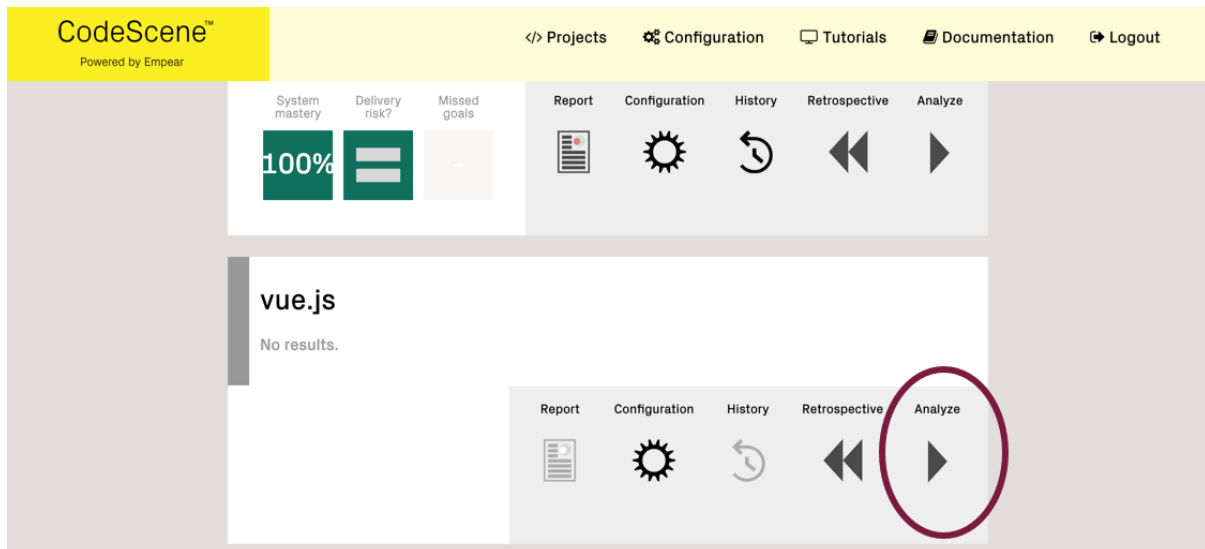 CodeScene™
Powered by Empear
</> Projects Configuration Tutorials Documentation Logout
System mastery Delivery risk? Missed goals
100% -
Report Configuration History Retrospective Analyze
vue.js
No results.
Report Configuration History Retrospective Analyze